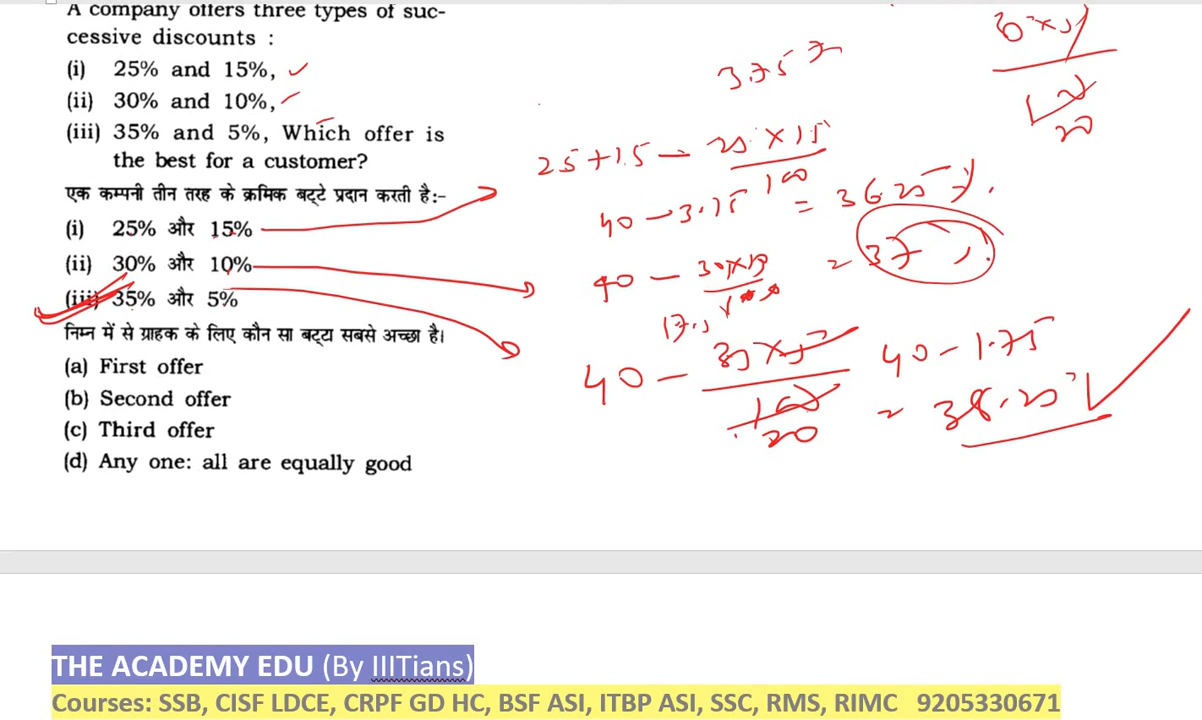 A company offers three types of suc-
cessive discounts :
(i) 25% and 15%,
(ii) 30% and 10%,
(iii) 35% and 5%, Which offer is
the best for a customer?
एक कम्पनी तीन तरह के क्रमिक बट्टे प्रदान करती है:-
(i) 25% और 15%
(ii) 30% और 10%
(iii) 35% और 5%
निम्न में से ग्राहक के लिए कौन सा बट्टा सबसे अच्छा है।
(a) First offer
(b) Second offer
(c) Third offer
(d) Any one: all are equally good
3.75
25+15 - 25 × 15
100
40 - 3.75 = 36.25 %
40 - 30×10 = 37
40 - 35×5
100
20
40 - 1.75
= 38.25
20
THE ACADEMY EDU (By IIITians)
Courses: SSB, CISF LDCE, CRPF GD HC, BSF ASI, ITBP ASI, SSC, RMS, RIMC 9205330671